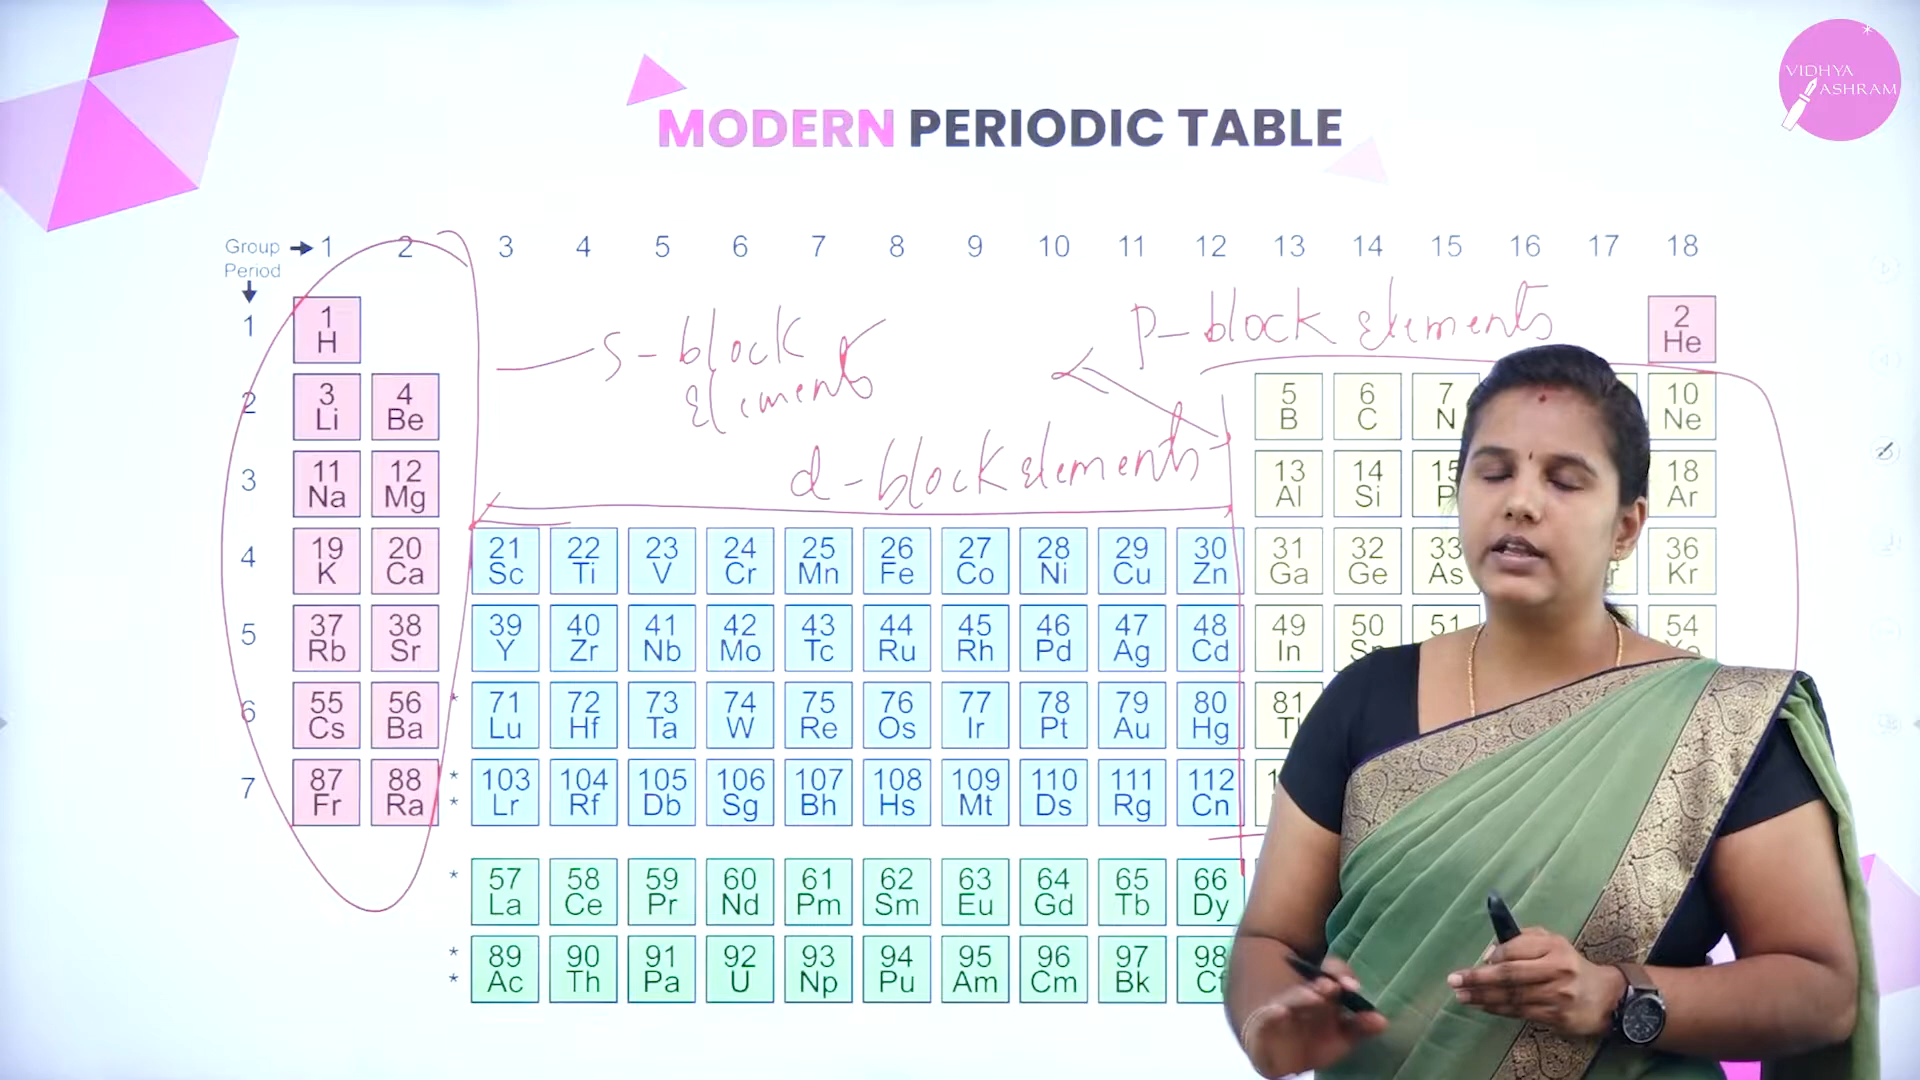 VIDHYA
ASHRAM
MODERN PERIODIC TABLE
Group 1 2 3 4 5 6 7 8 9 10 11 12 13 14 15 16 17 18
Period
P-block elements
1 1 H 2 He
s-block
elements
2 3 Li 4 Be 5 B 6 C 7 N 10 Ne
d-block elements
3 11 Na 12 Mg 13 Al 14 Si 15 P 18 Ar
4 19 K 20 Ca 21 Sc 22 Ti 23 V 24 Cr 25 Mn 26 Fe 27 Co 28 Ni 29 Cu 30 Zn 31 Ga 32 Ge 33 As 36 Kr
5 37 Rb 38 Sr 39 Y 40 Zr 41 Nb 42 Mo 43 Tc 44 Ru 45 Rh 46 Pd 47 Ag 48 Cd 49 In 50 51 54
6 55 Cs 56 Ba * 71 Lu 72 Hf 73 Ta 74 W 75 Re 76 Os 77 Ir 78 Pt 79 Au 80 Hg 81
7 87 Fr 88 Ra * * 103 Lr 104 Rf 105 Db 106 Sg 107 Bh 108 Hs 109 Mt 110 Ds 111 Rg 112 Cn
* 57 La 58 Ce 59 Pr 60 Nd 61 Pm 62 Sm 63 Eu 64 Gd 65 Tb 66 Dy
* * 89 Ac 90 Th 91 Pa 92 U 93 Np 94 Pu 95 Am 96 Cm 97 Bk 98 Cf